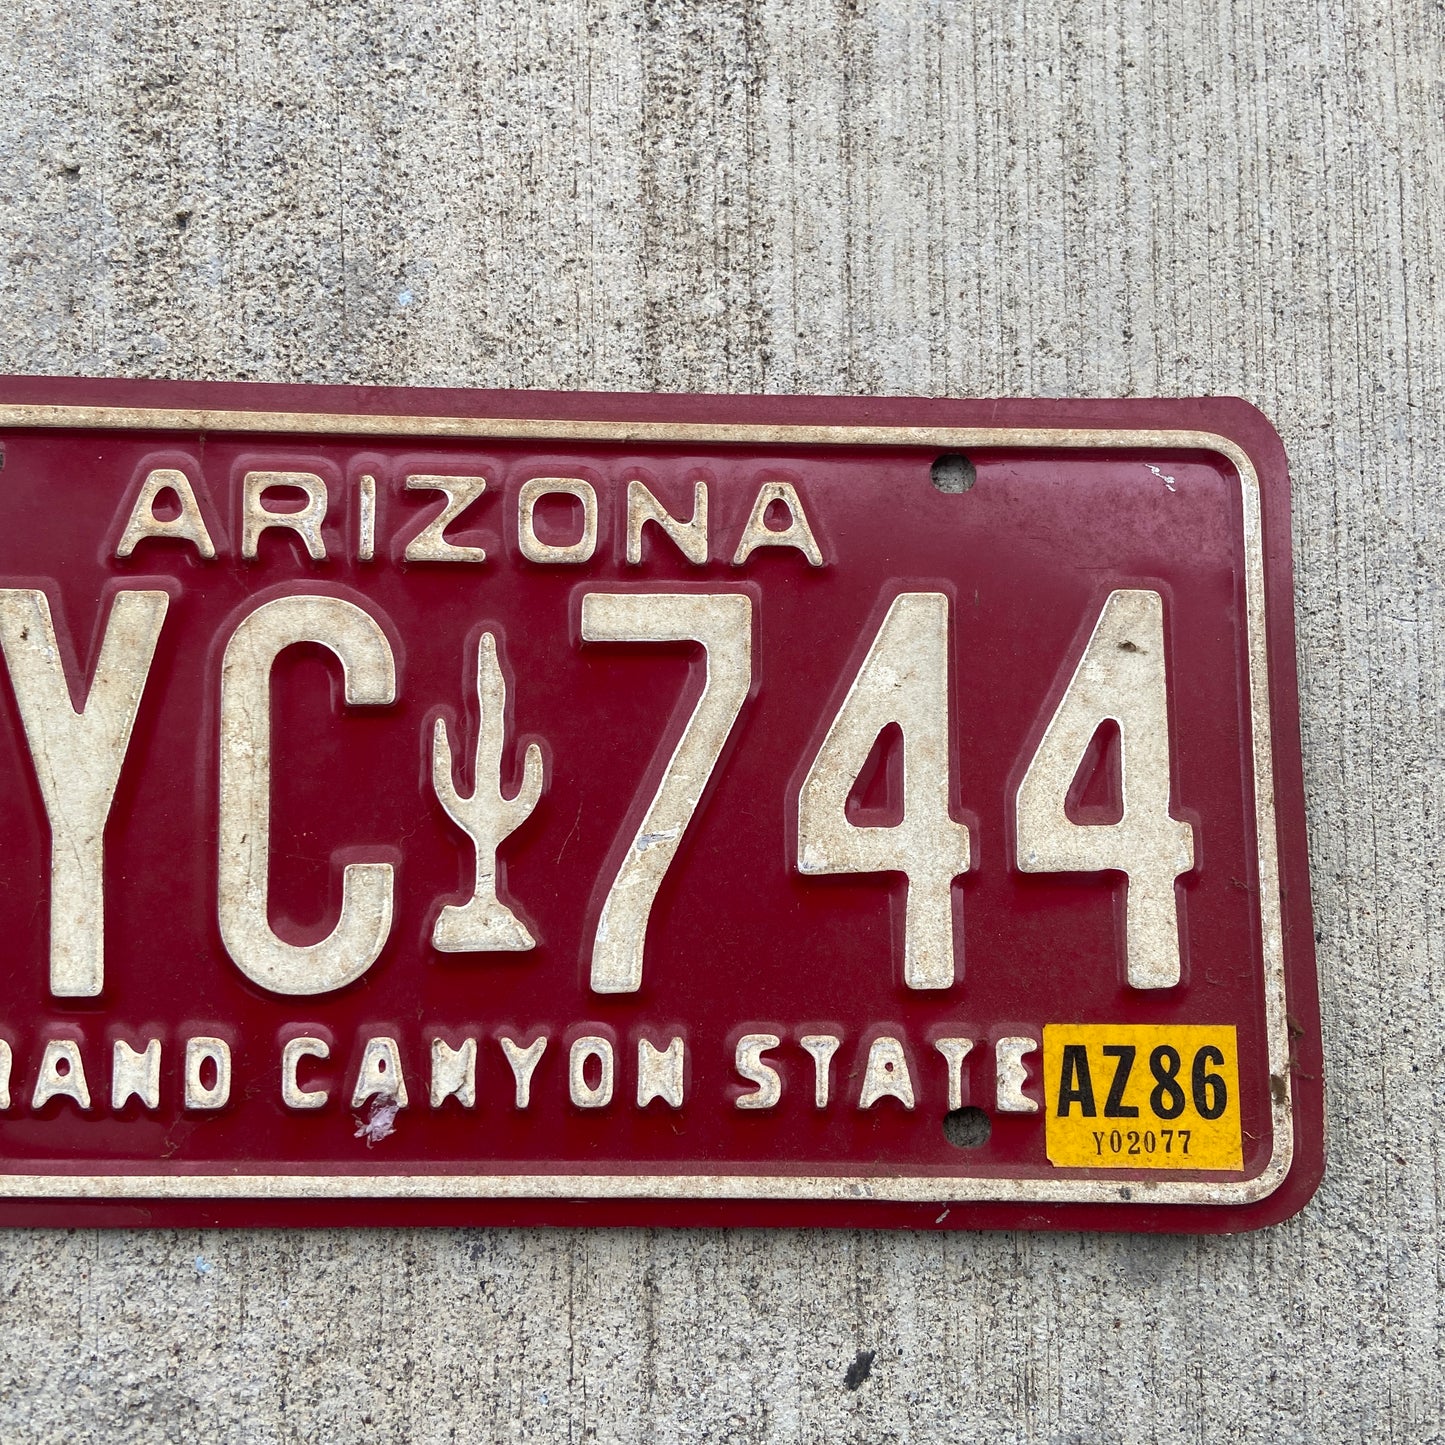 ARIZONA
YC 744
RAND CANYON STATE
AZ86
Y02077